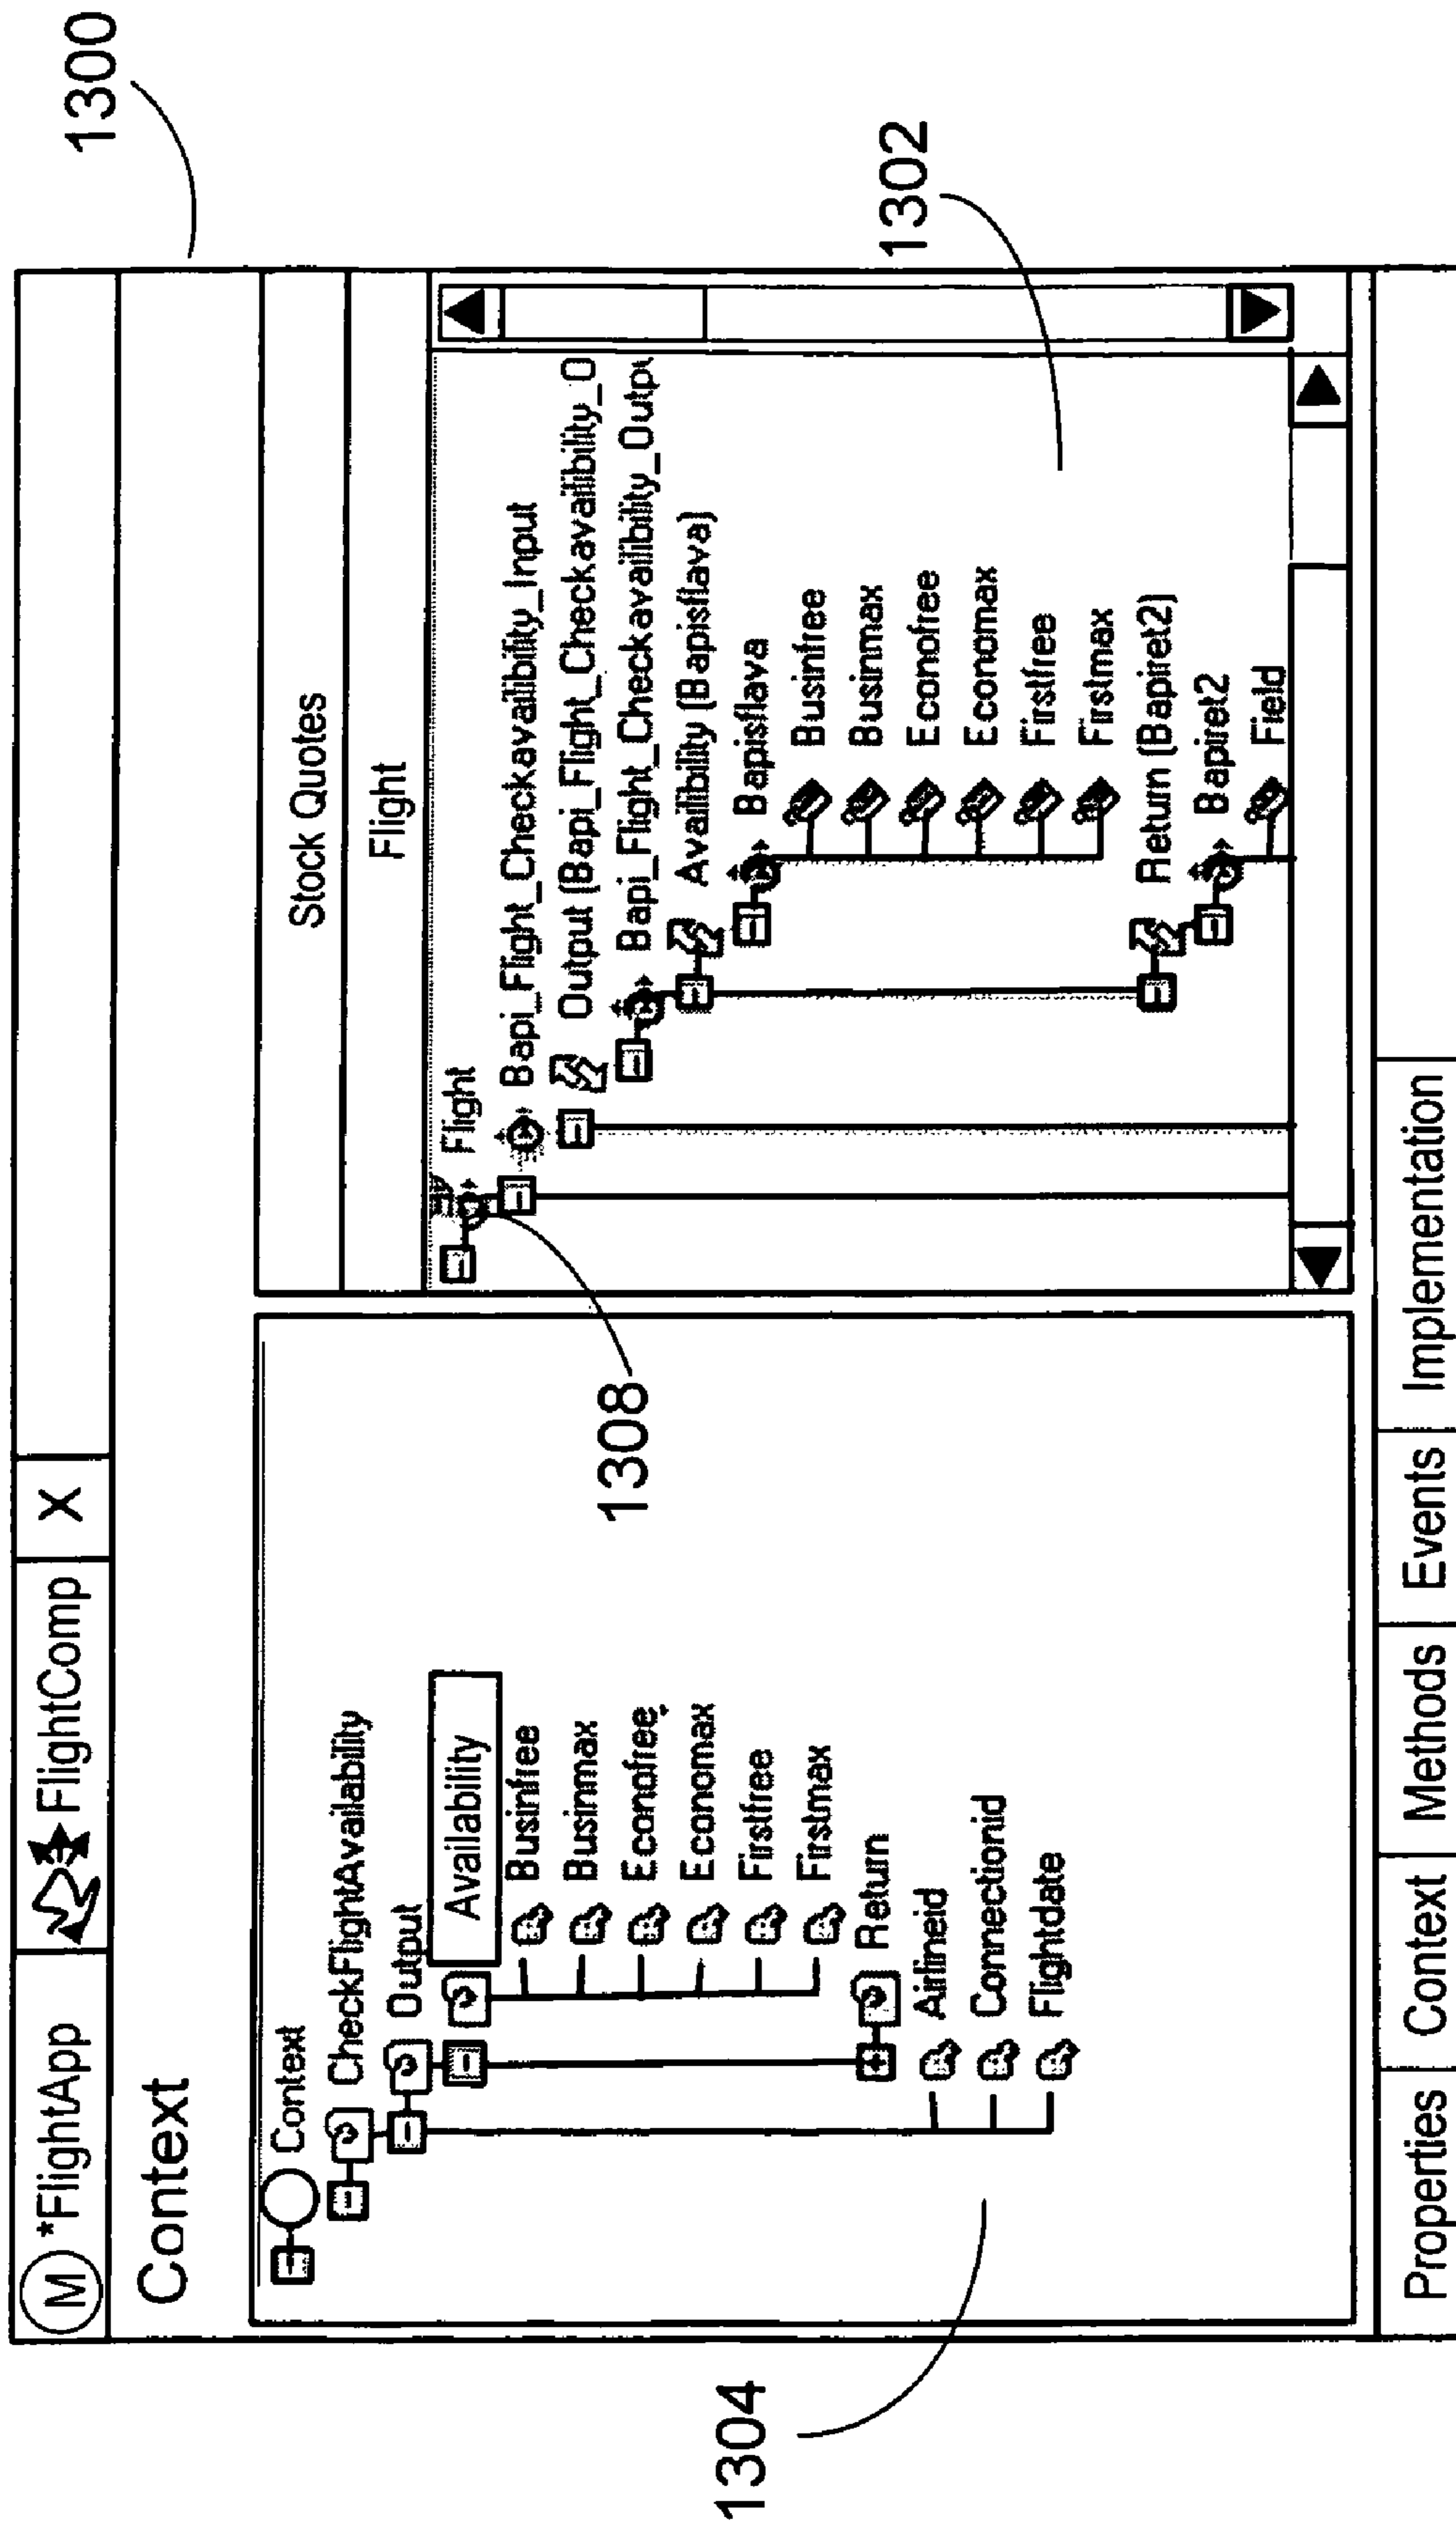 1300
(M) *FlightApp
FlightComp
X
Context
Context
CheckFlightAvailability
Output
Availability
Businfree
Businmax
Econofree
Economax
Firstfree
Firstmax
Return
Airlineid
Connectionid
Flightdate
1304
Stock Quotes
Flight
Flight
Bapi_Flight_Checkavailibility_Input
Output (Bapi_Flight_Checkavailibility_O
Bapi_Flight_Checkavailibility_Outpu
Availibility (Bapisflava)
Bapisflava
Businfree
Businmax
Econofree
Economax
Firstfree
Firstmax
Return (Bapiret2)
Bapiret2
Field
1308
1302
Properties
Context
Methods
Events
Implementation